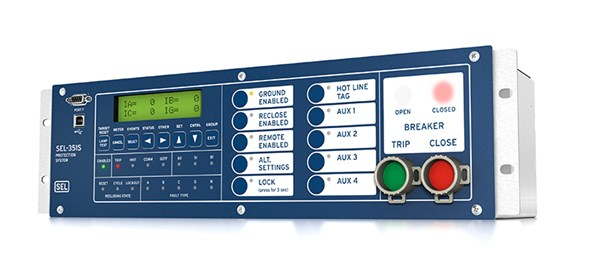 PORT F
IA= 0 IB= 0
IC= 0 IG= 0
TARGET RESET
METER
EVENTS
STATUS
OTHER
SET
CNTRL
GROUP
LAMP TEST
CANCEL
SELECT
EXIT
SEL-351S
PROTECTION
SYSTEM
ENABLED
TRIP
INST
COMM
SOTF
50
51
81
RESET
CYCLE
LOCKOUT
A
B
C
G
N
RECLOSING STATE
FAULT TYPE
SEL
GROUND
ENABLED
RECLOSE
ENABLED
REMOTE
ENABLED
ALT.
SETTINGS
LOCK
(press for 3 sec)
HOT LINE
TAG
AUX 1
AUX 2
AUX 3
AUX 4
OPEN
CLOSED
BREAKER
TRIP
CLOSE